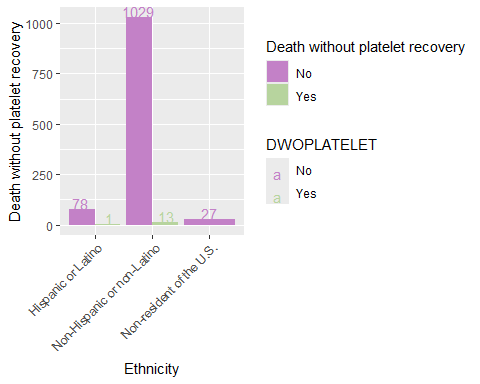 Death without platelet recovery
1000
750
500
250
0
1029
78
1
13
27
Hispanic or Latino
Non-Hispanic or non-Latino
Non-resident of the U.S.
Ethnicity
Death without platelet recovery
No
Yes
DWOPLATELET
a No
a Yes